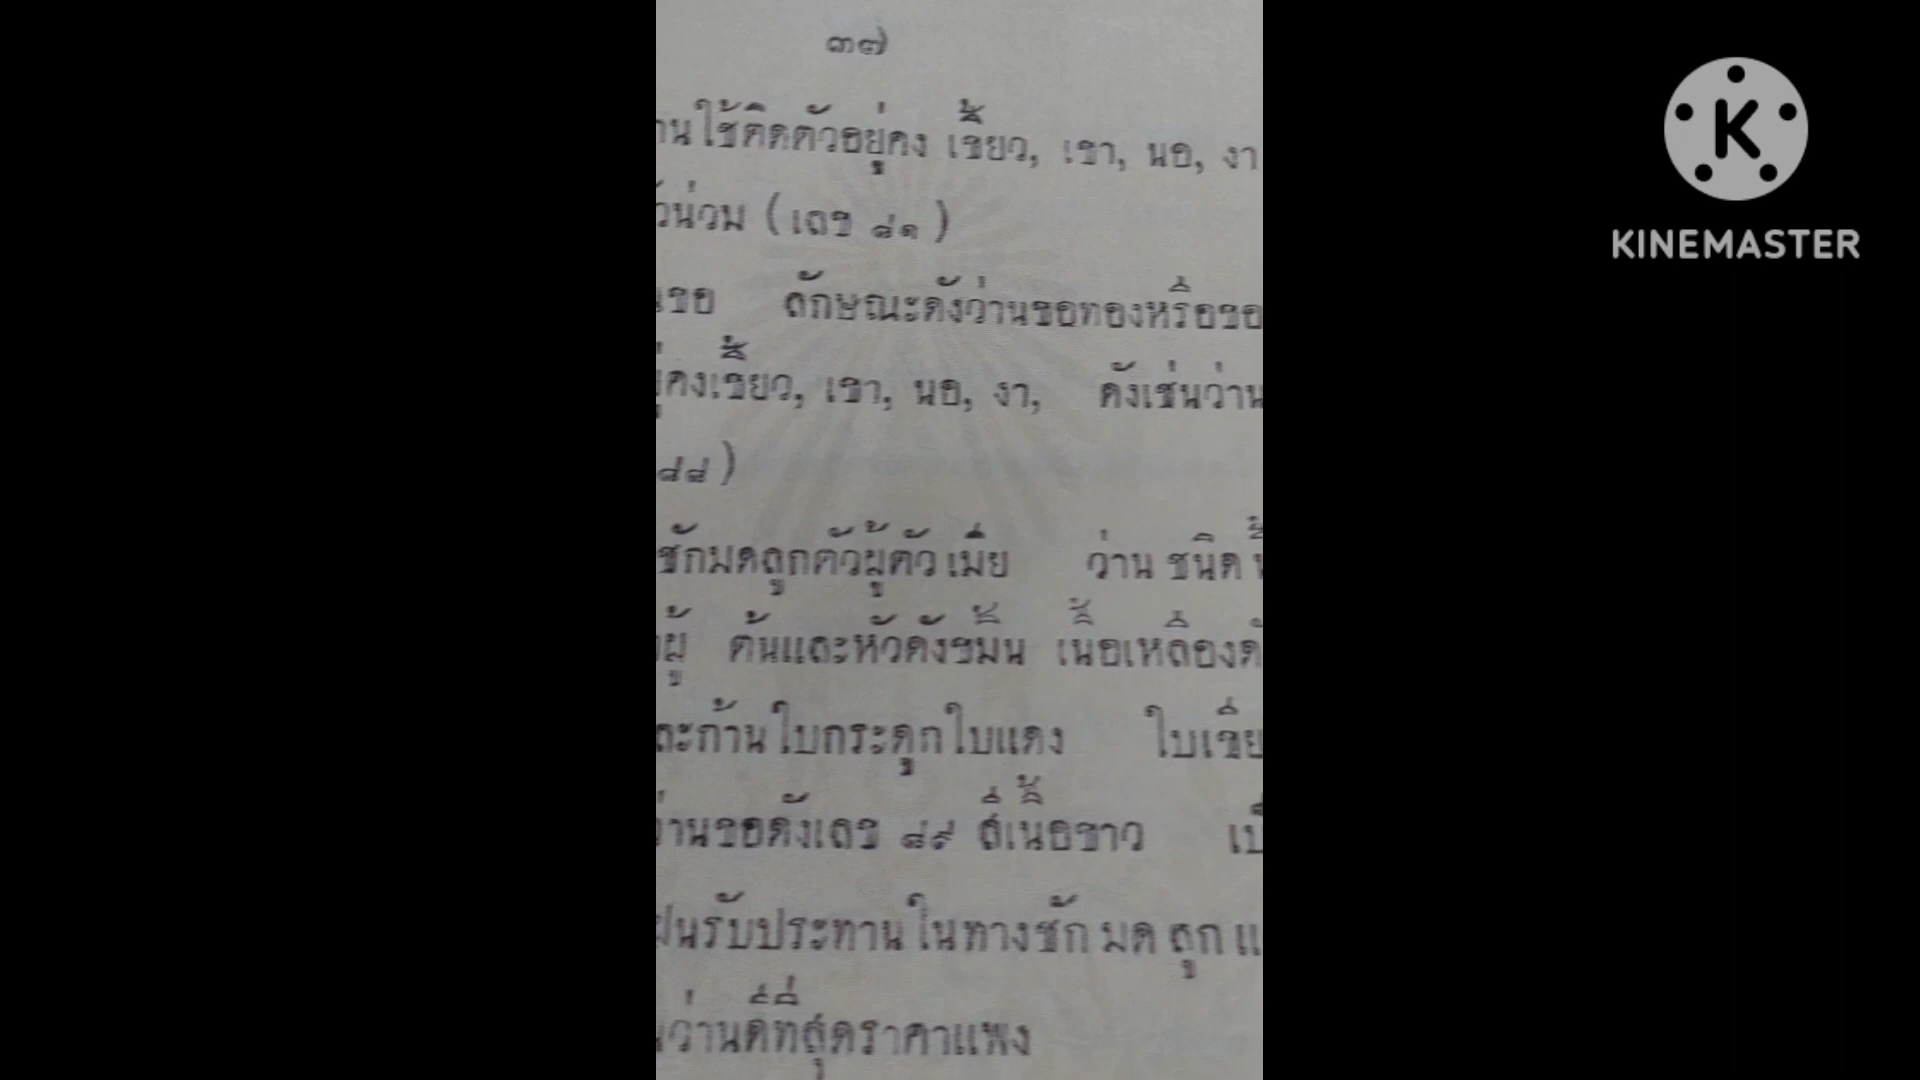 ๓๗
านใช้ติดตัวอยู่คง เขี้ยว, เขา, นอ, งา
ัวน่วม (เลข ๘๑)
นขอ ลักษณะดังว่านขอทองหรือขอ
ู่คงเขี้ยว, เขา, นอ, งา, ดังเช่นว่าน
๘๘)
ชักมดลูกตัวผู้ตัวเมีย ว่าน ชนิด
ผู้ ต้นและหัวดังขมิ้น เนื้อเหลืองด
ละก้านใบกระดูกใบแดง ใบเขีย
ว่านขอดังเลข ๘๙ สีเนื้อขาว เป
ฝนรับประทานในทางชัก มด ลูก แ
นว่านดีที่สุดราคาแพง
KINEMASTER